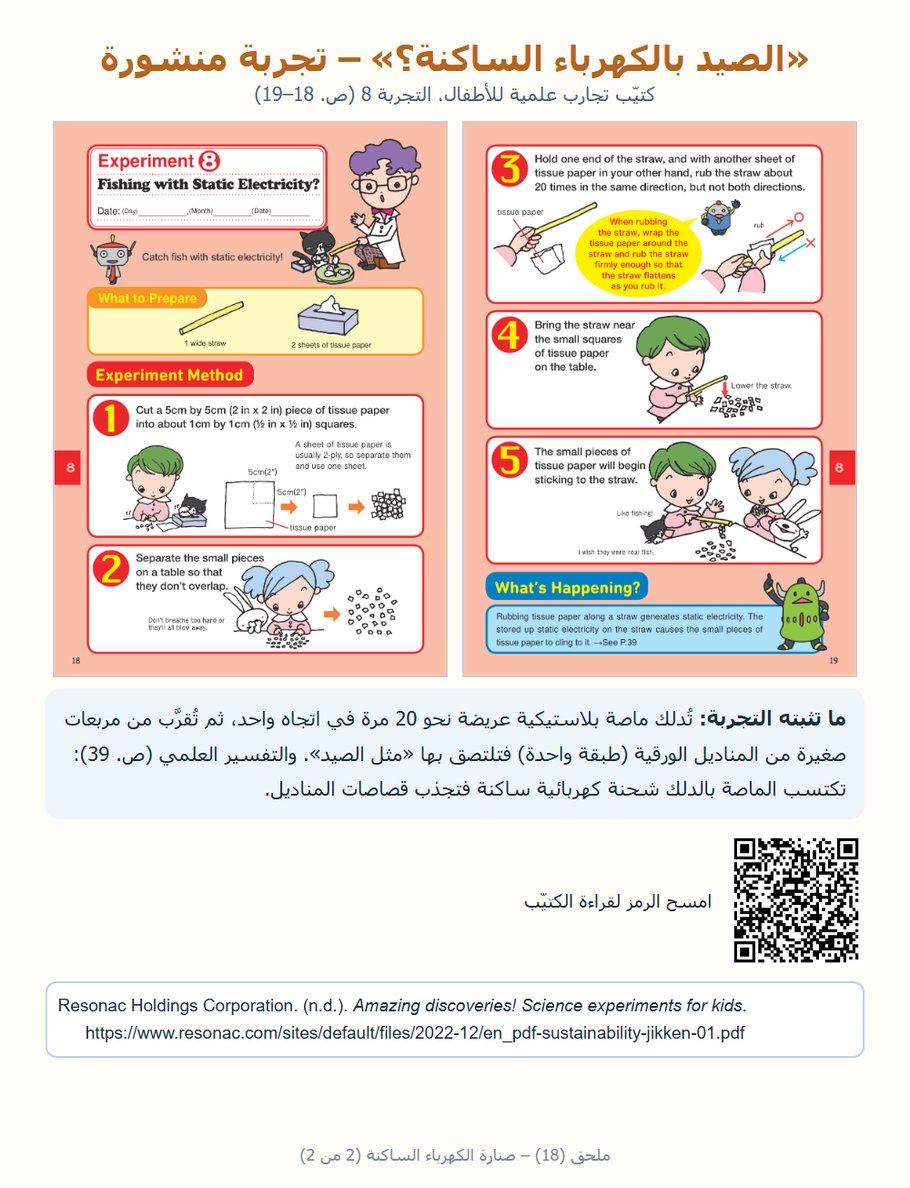 «الصيد بالكهرباء الساكنة؟» – تجربة منشورة
كتيّب تجارب علمية للأطفال، التجربة 8 (ص. 18–19)
Experiment 8
Fishing with Static Electricity?
Date: (Day)__________,(Month)__________(Date)__________
Catch fish with static electricity!
What to Prepare
1 wide straw
2 sheets of tissue paper
Experiment Method
1
Cut a 5cm by 5cm (2 in x 2 in) piece of tissue paper
into about 1cm by 1cm (½ in x ½ in) squares.
A sheet of tissue paper is
usually 2-ply, so separate them
and use one sheet.
5cm(2")
5cm(2")
tissue paper
8
2
Separate the small pieces
on a table so that
they don't overlap.
Don't breathe too hard or
they'll all blow away.
18
3
Hold one end of the straw, and with another sheet of
tissue paper in your other hand, rub the straw about
20 times in the same direction, but not both directions.
tissue paper
When rubbing
the straw, wrap the
tissue paper around the
straw and rub the straw
firmly enough so that
the straw flattens
as you rub it.
rub
4
Bring the straw near
the small squares
of tissue paper
on the table.
Lower the straw.
5
The small pieces of
tissue paper will begin
sticking to the straw.
Like fishing!
I wish they were real fish.
8
What's Happening?
Rubbing tissue paper along a straw generates static electricity. The
stored up static electricity on the straw causes the small pieces of
tissue paper to cling to it. →See P.39
19
ما تثبته التجربة: تُدلك ماصة بلاستيكية عريضة نحو 20 مرة في اتجاه واحد، ثم تُقرَّب من مربعات
صغيرة من المناديل الورقية (طبقة واحدة) فتلتصق بها «مثل الصيد». والتفسير العلمي (ص. 39):
تكتسب الماصة بالدلك شحنة كهربائية ساكنة فتجذب قصاصات المناديل.
امسح الرمز لقراءة الكتيّب
Resonac Holdings Corporation. (n.d.). Amazing discoveries! Science experiments for kids.
https://www.resonac.com/sites/default/files/2022-12/en_pdf-sustainability-jikken-01.pdf
ملحق (18) – صنارة الكهرباء الساكنة (2 من 2)